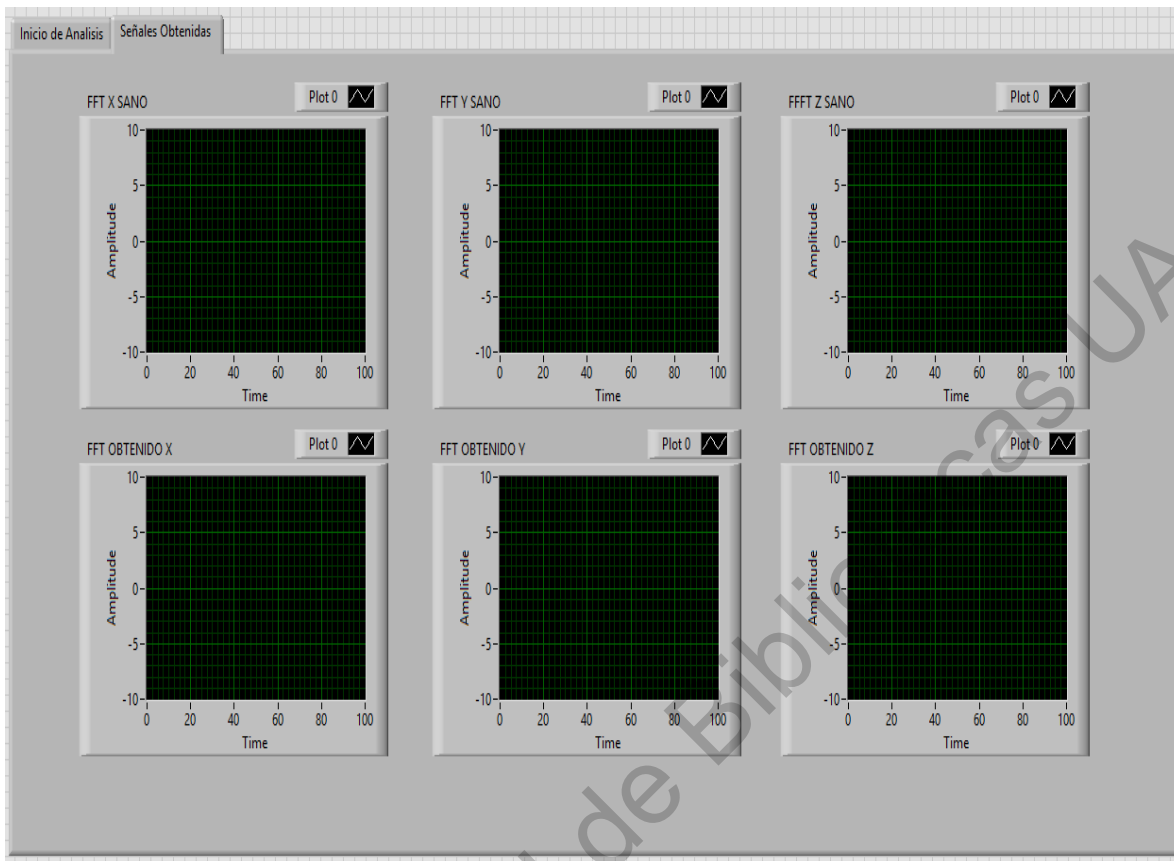 Inicio de Analisis
Señales Obtenidas
FFT X SANO
Plot 0
10
5
0
-5
-10
Amplitude
0 20 40 60 80 100
Time
FFT Y SANO
Plot 0
10
5
0
-5
-10
Amplitude
0 20 40 60 80 100
Time
FFFT Z SANO
Plot 0
10
5
0
-5
-10
Amplitude
0 20 40 60 80 100
Time
FFT OBTENIDO X
Plot 0
10
5
0
-5
-10
Amplitude
0 20 40 60 80 100
Time
FFT OBTENIDO Y
Plot 0
10
5
0
-5
-10
Amplitude
0 20 40 60 80 100
Time
FFT OBTENIDO Z
Plot 0
10
5
0
-5
-10
Amplitude
0 20 40 60 80 100
Time
de